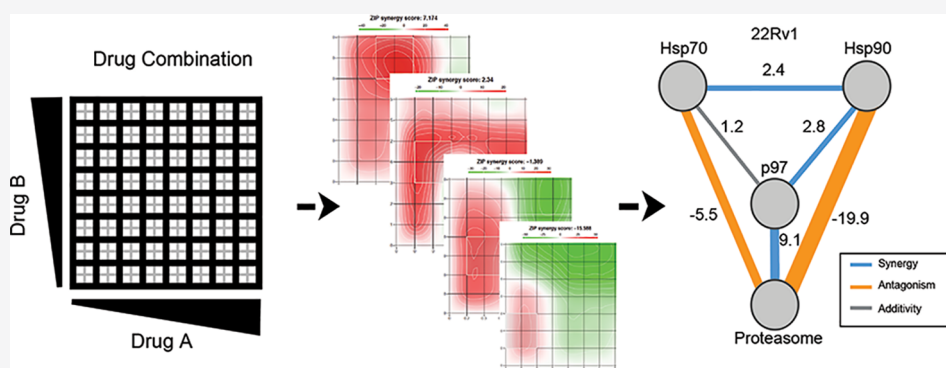 Drug Combination
Drug B
Drug A
ZIP synergy score: 7.174
ZIP synergy score: 2.34
ZIP synergy score: -1.309
ZIP synergy score: -15.588
22Rv1
Hsp70
Hsp90
2.4
1.2
2.8
p97
-5.5
-19.9
9.1
Proteasome
Synergy
Antagonism
Additivity